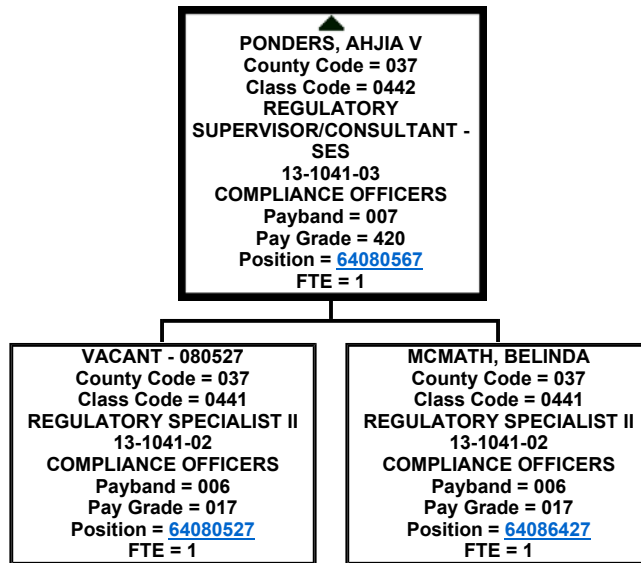 PONDERS, AHJIA V
County Code = 037
Class Code = 0442
REGULATORY
SUPERVISOR/CONSULTANT -
SES
13-1041-03
COMPLIANCE OFFICERS
Payband = 007
Pay Grade = 420
Position = 64080567
FTE = 1
VACANT - 080527
County Code = 037
Class Code = 0441
REGULATORY SPECIALIST II
13-1041-02
COMPLIANCE OFFICERS
Payband = 006
Pay Grade = 017
Position = 64080527
FTE = 1
MCMATH, BELINDA
County Code = 037
Class Code = 0441
REGULATORY SPECIALIST II
13-1041-02
COMPLIANCE OFFICERS
Payband = 006
Pay Grade = 017
Position = 64086427
FTE = 1